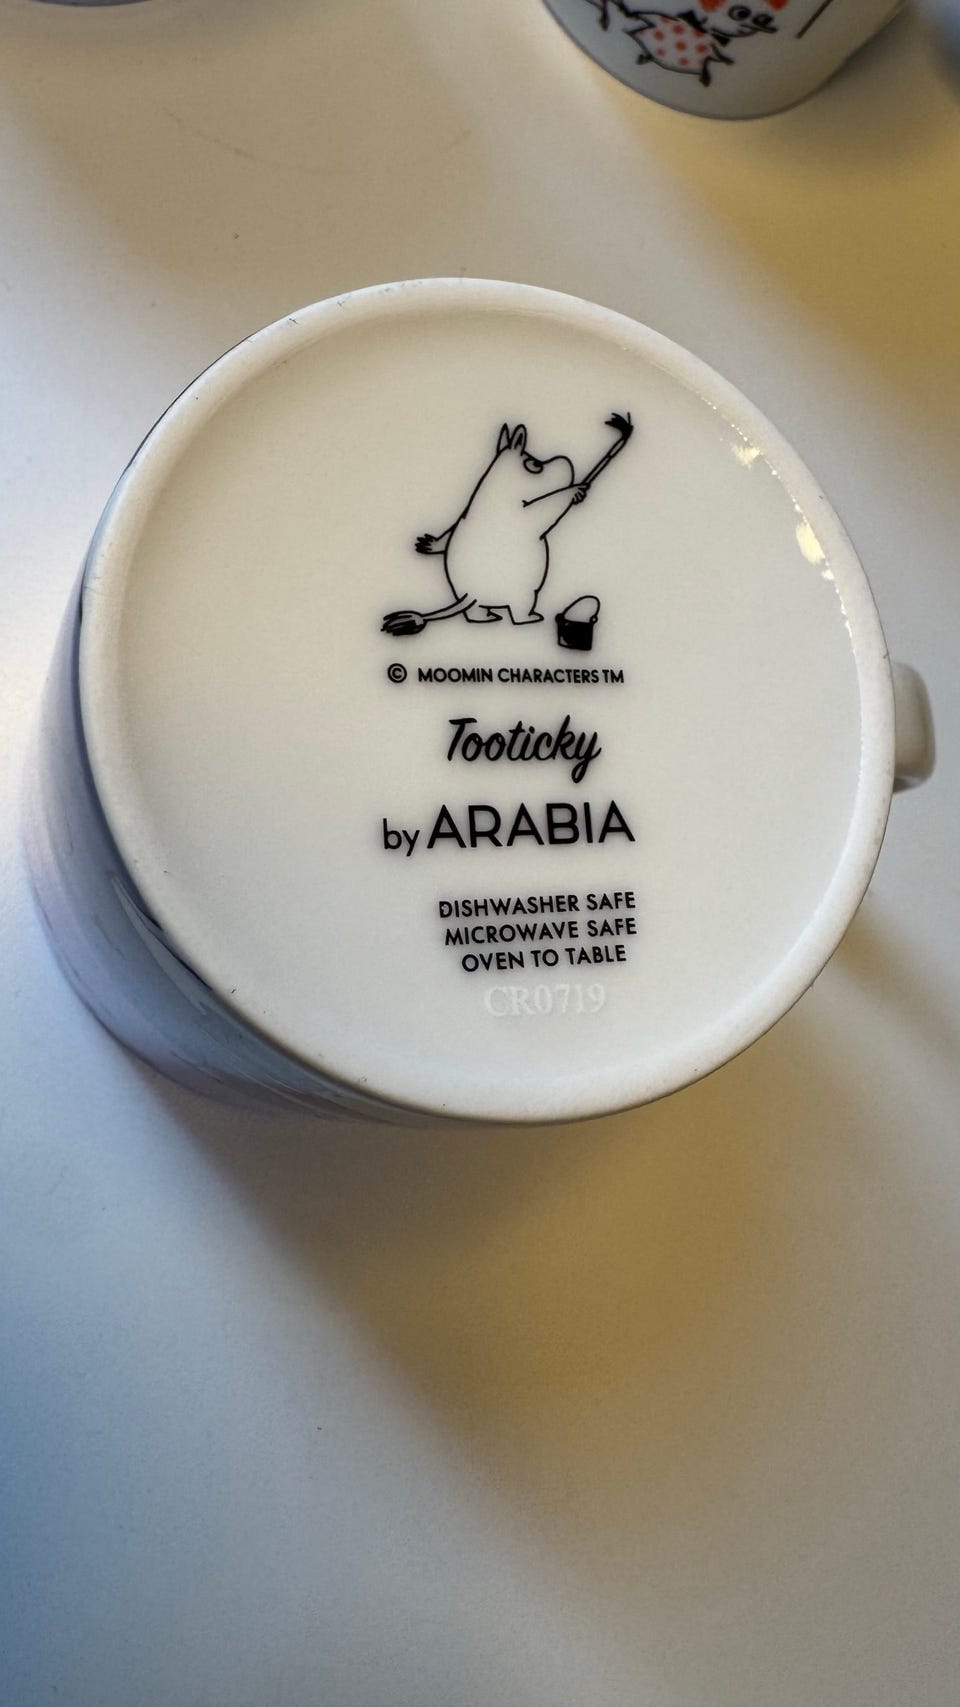 © MOOMIN CHARACTERS TM
Tooticky
by ARABIA
DISHWASHER SAFE
MICROWAVE SAFE
OVEN TO TABLE
CR0719